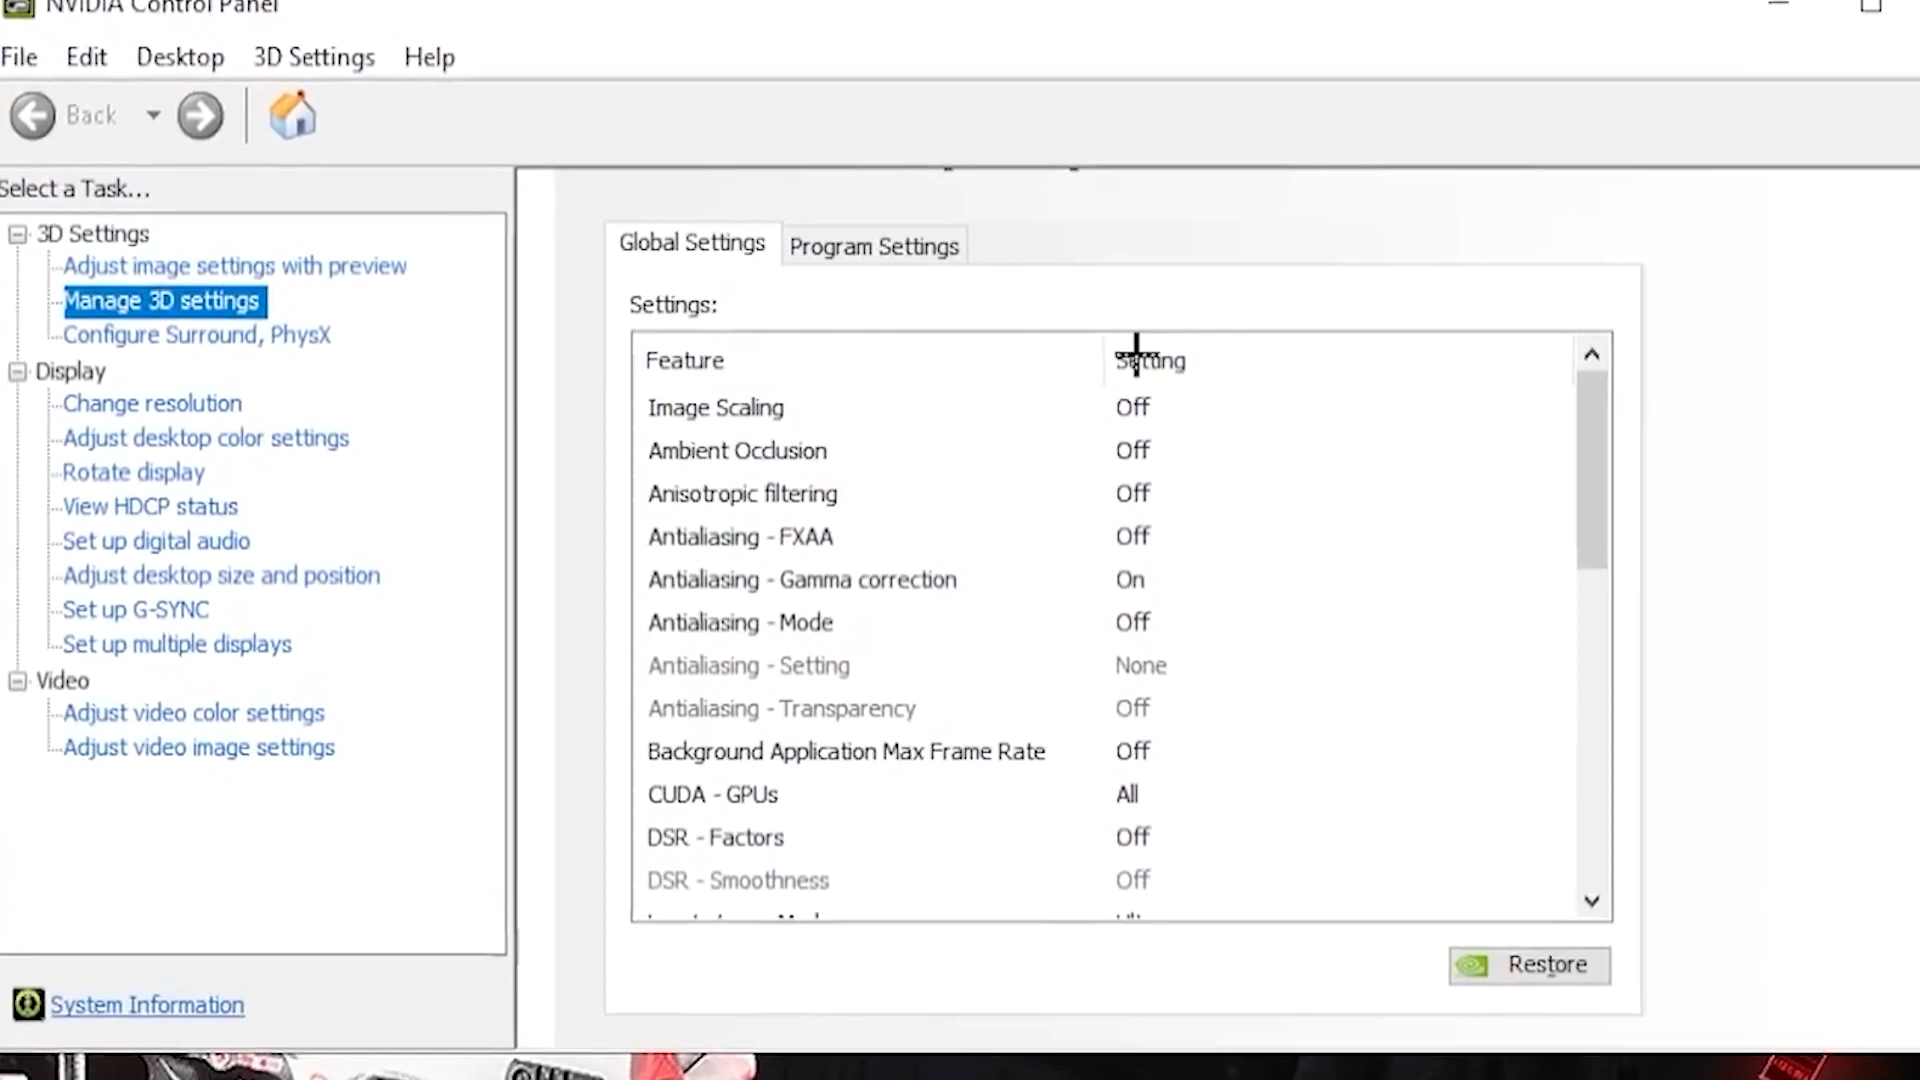 NVIDIA Control Panel
File Edit Desktop 3D Settings Help
Back
Select a Task...
3D Settings
Adjust image settings with preview
Manage 3D settings
Configure Surround, PhysX
Display
Change resolution
Adjust desktop color settings
Rotate display
View HDCP status
Set up digital audio
Adjust desktop size and position
Set up G-SYNC
Set up multiple displays
Video
Adjust video color settings
Adjust video image settings
System Information
Global Settings Program Settings
Settings:
Feature Setting
Image Scaling Off
Ambient Occlusion Off
Anisotropic filtering Off
Antialiasing - FXAA Off
Antialiasing - Gamma correction On
Antialiasing - Mode Off
Antialiasing - Setting None
Antialiasing - Transparency Off
Background Application Max Frame Rate Off
CUDA - GPUs All
DSR - Factors Off
DSR - Smoothness Off
Restore